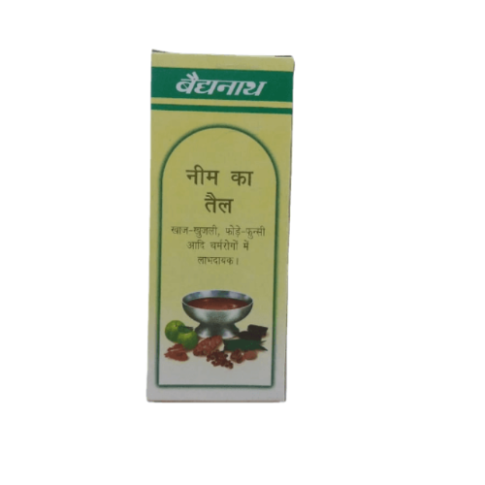 बैद्यनाथ
नीम का
तैल
खाज-खुजली, फोड़े-फुन्सी
आदि चर्मरोगों में
लाभदायक।